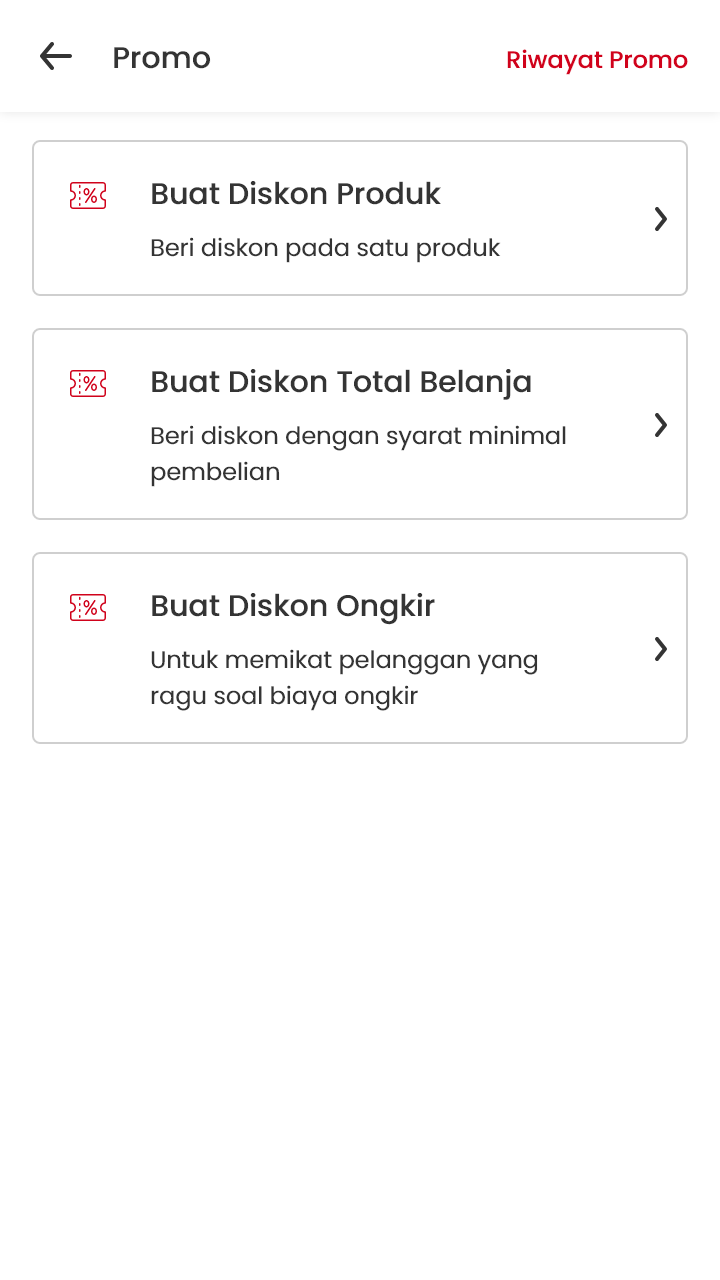 Promo
Riwayat Promo
Buat Diskon Produk
Beri diskon pada satu produk
Buat Diskon Total Belanja
Beri diskon dengan syarat minimal
pembelian
Buat Diskon Ongkir
Untuk memikat pelanggan yang
ragu soal biaya ongkir